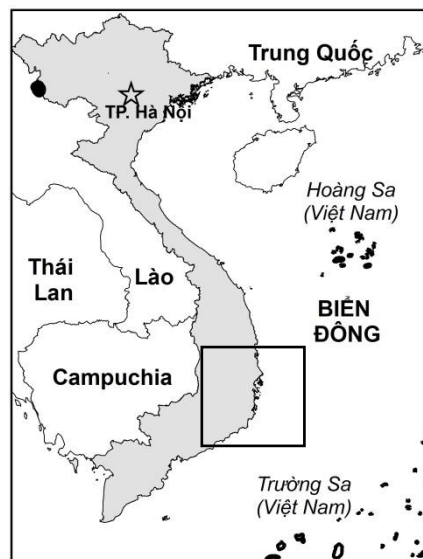 Trung Quốc
TP. Hà Nội
Hoàng Sa
(Việt Nam)
Thái
Lan
Lào
BIỂN
ĐÔNG
Campuchia
Trường Sa
(Việt Nam)